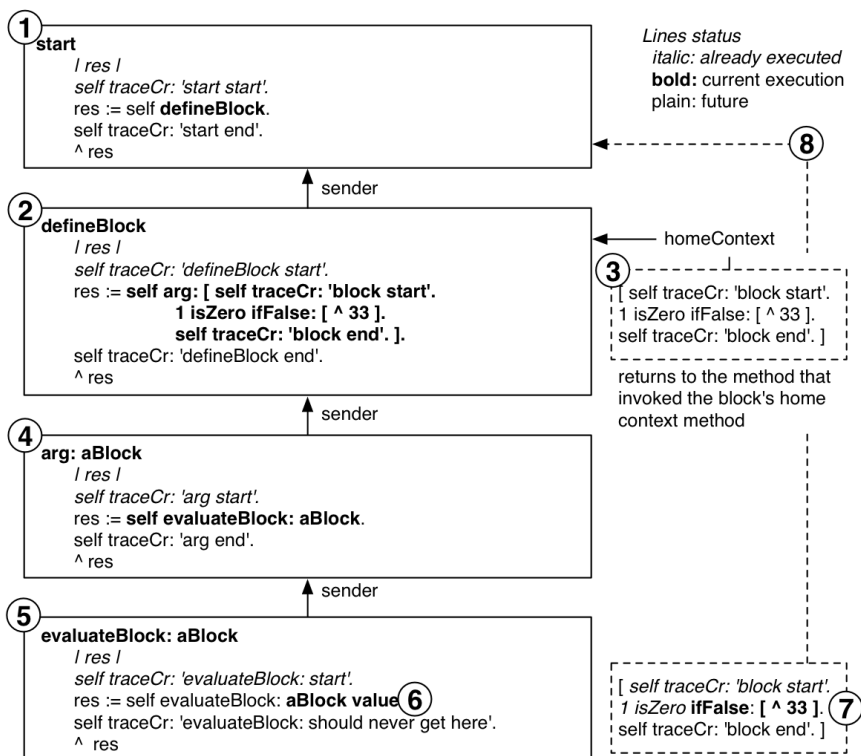 1
start
| res |
self traceCr: 'start start'.
res := self defineBlock.
self traceCr: 'start end'.
^ res
Lines status
italic: already executed
bold: current execution
plain: future
8
sender
2
defineBlock
| res |
self traceCr: 'defineBlock start'.
res := self arg: [ self traceCr: 'block start'.
1 isZero ifFalse: [ ^ 33 ].
self traceCr: 'block end'. ].
self traceCr: 'defineBlock end'.
^ res
homeContext
3
[ self traceCr: 'block start'.
1 isZero ifFalse: [ ^ 33 ].
self traceCr: 'block end'. ]
returns to the method that
invoked the block's home
context method
sender
4
arg: aBlock
| res |
self traceCr: 'arg start'.
res := self evaluateBlock: aBlock.
self traceCr: 'arg end'.
^ res
sender
5
evaluateBlock: aBlock
| res |
self traceCr: 'evaluateBlock: start'.
res := self evaluateBlock: aBlock value 6
self traceCr: 'evaluateBlock: should never get here'.
^ res
[ self traceCr: 'block start'.
1 isZero ifFalse: [ ^ 33 ]. 7
self traceCr: 'block end'. ]